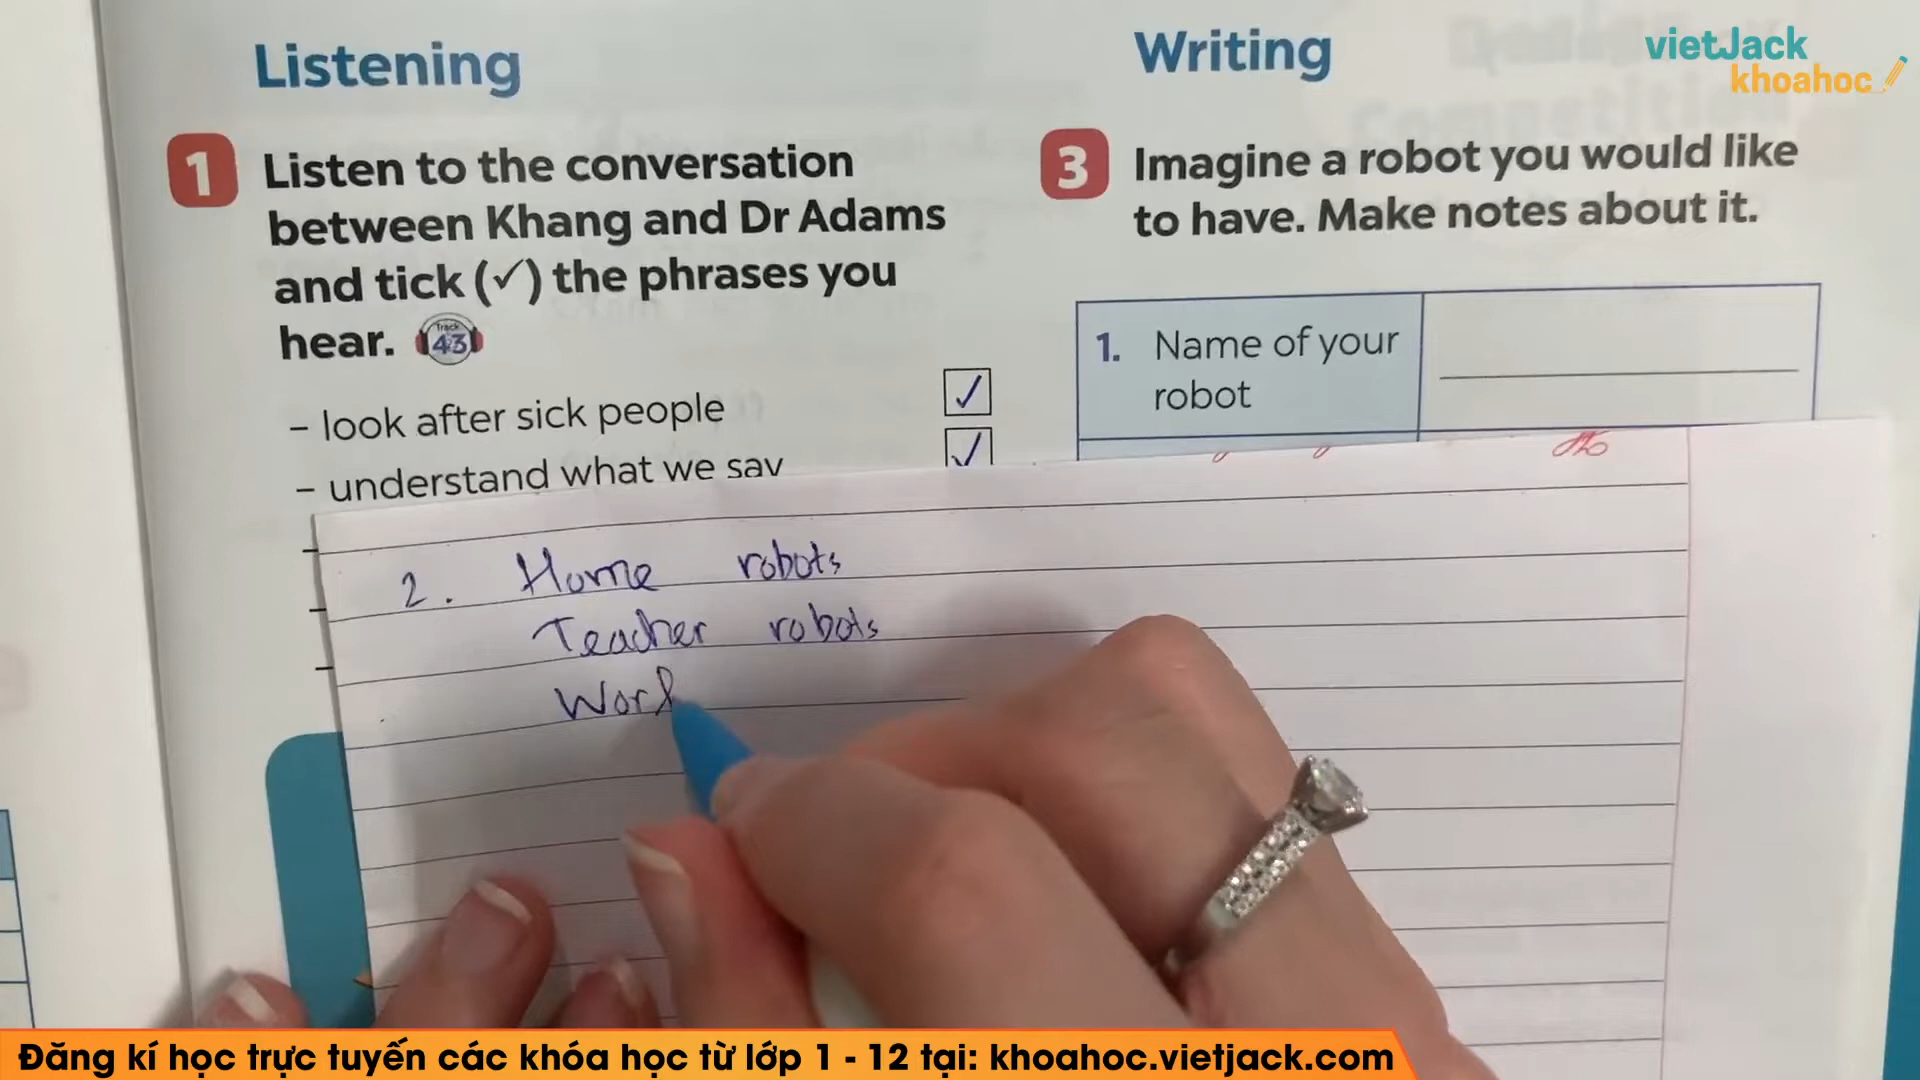 Listening
1 Listen to the conversation
between Khang and Dr Adams
and tick (✓) the phrases you
hear. Track 43
– look after sick people ✓
– understand what we say ✓
Writing
3 Imagine a robot you would like
to have. Make notes about it.
1. Name of your
robot
2. Home robots
Teacher robots
Work
vietJack
khoahoc
Đăng kí học trực tuyến các khóa học từ lớp 1 - 12 tại: khoahoc.vietjack.com